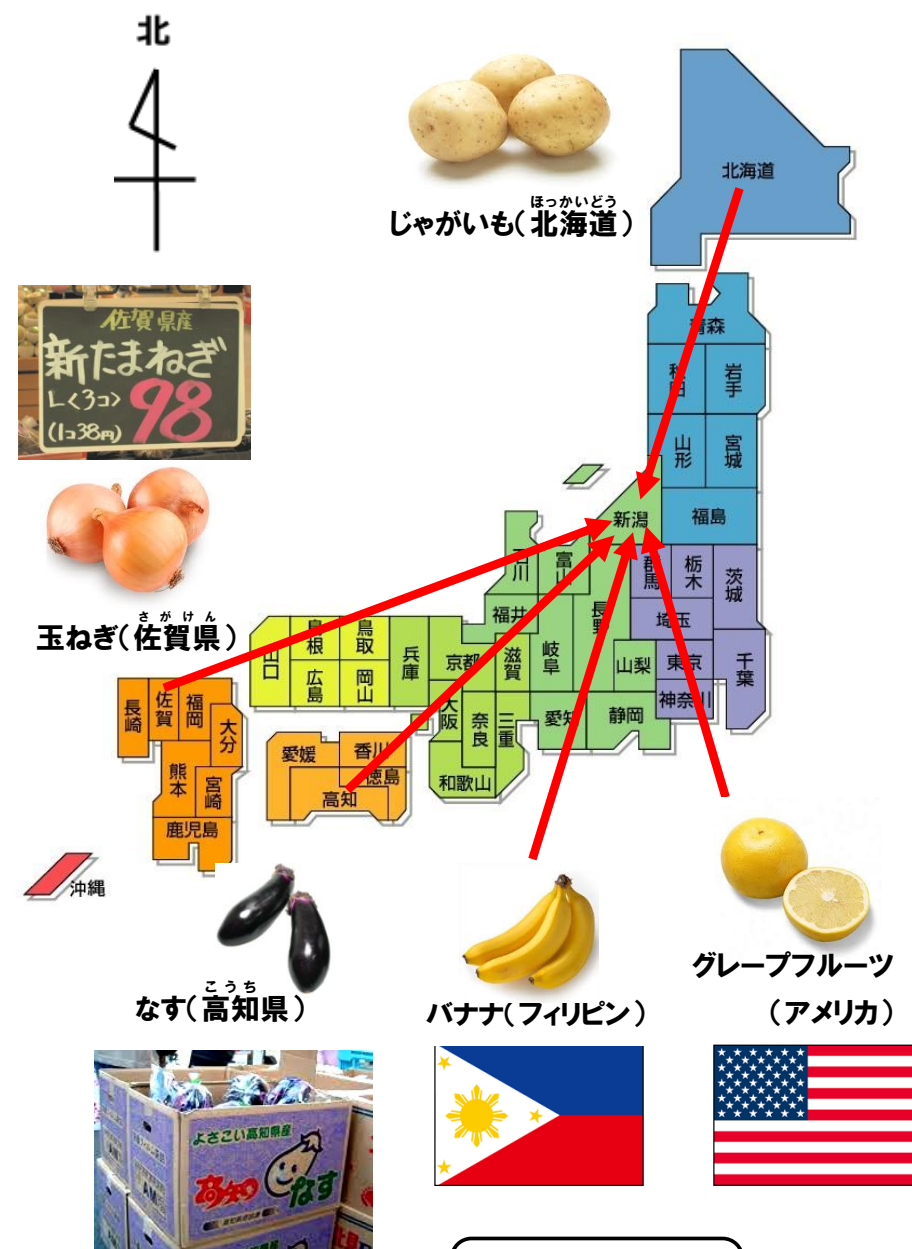 北
ほっかいどう
じゃがいも(北海道)
北海道
佐賀県産
新たまねぎ
L<3コ>
98
(1コ38円)
さがけん
玉ねぎ(佐賀県)
青森
秋田
岩手
山形
宮城
新潟
福島
石川
富山
群馬
栃木
茨城
福井
長野
埼玉
山口
島根
鳥取
兵庫
京都
滋賀
岐阜
山梨
東京
千葉
広島
岡山
大阪
奈良
三重
愛知
静岡
神奈川
和歌山
長崎
佐賀
福岡
大分
熊本
宮崎
鹿児島
愛媛
香川
徳島
高知
沖縄
こうち
なす(高知県)
バナナ(フィリピン)
グレープフルーツ
(アメリカ)
よさこい高知県産
高知
なす